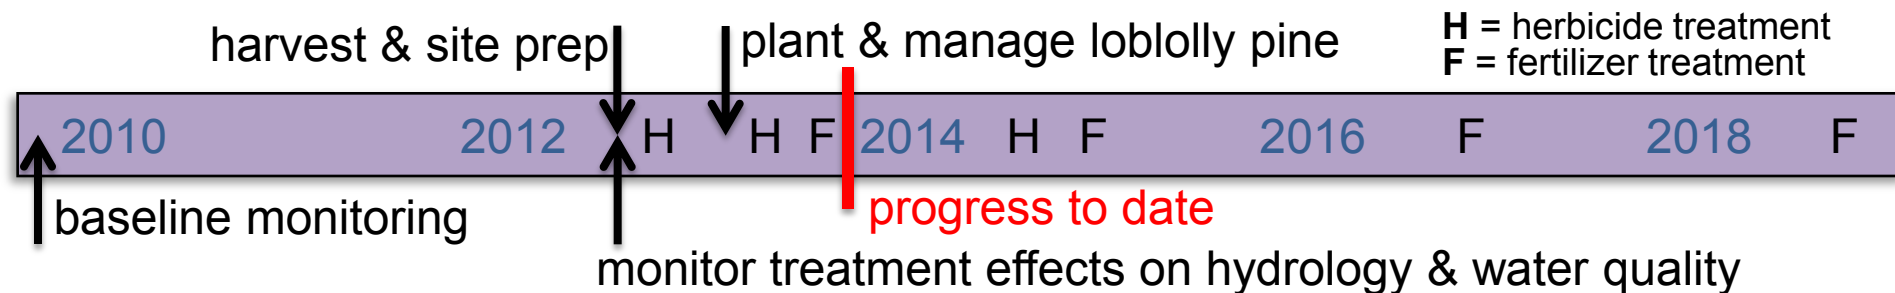 harvest & site prep
plant & manage loblolly pine
H = herbicide treatment
F = fertilizer treatment
2010 2012 H H F 2014 H F 2016 F 2018 F
baseline monitoring
progress to date
monitor treatment effects on hydrology & water quality